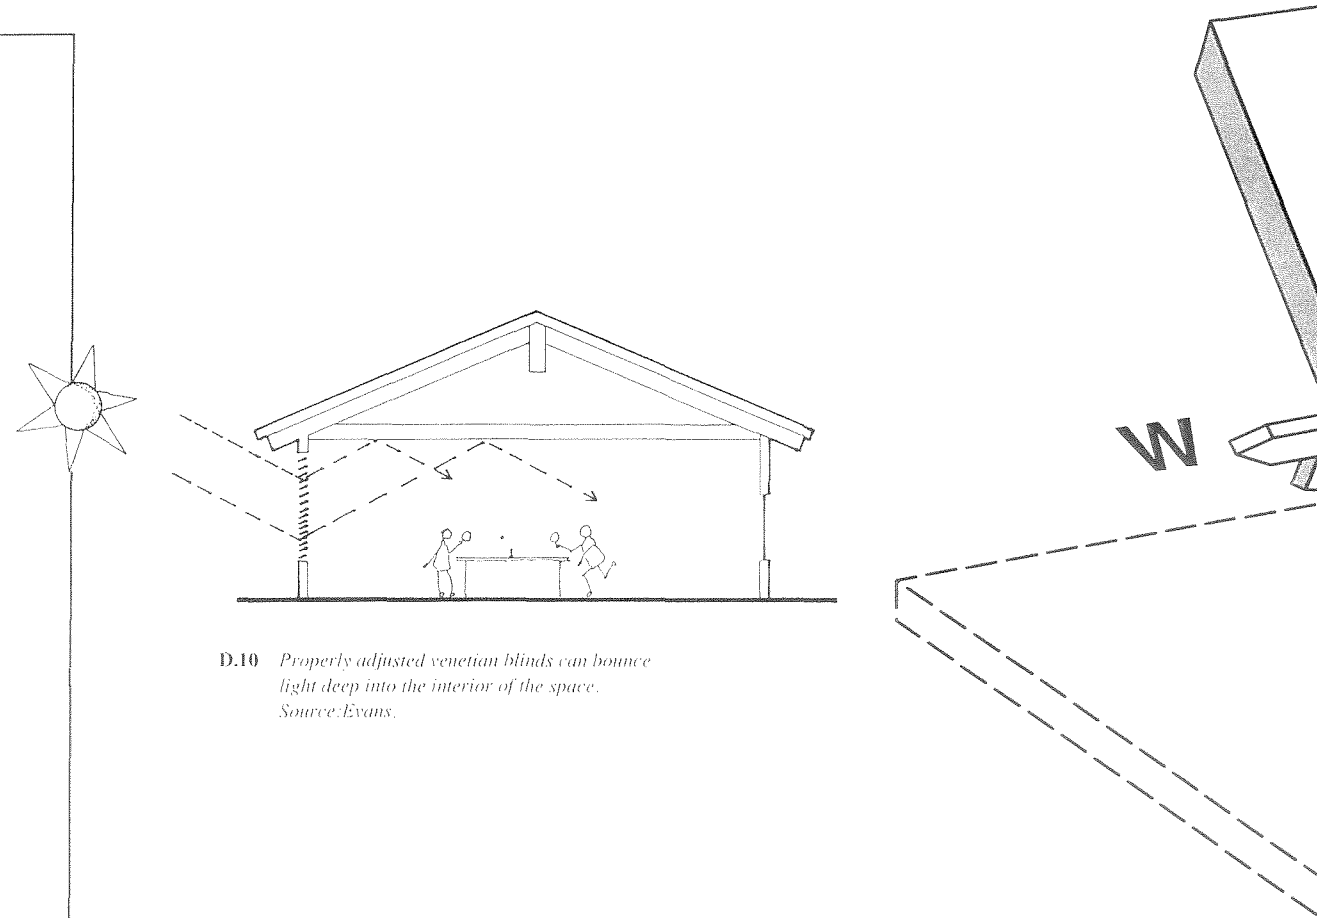 D.10 Properly adjusted venetian blinds can bounce
light deep into the interior of the space.
Source:Evans.
W